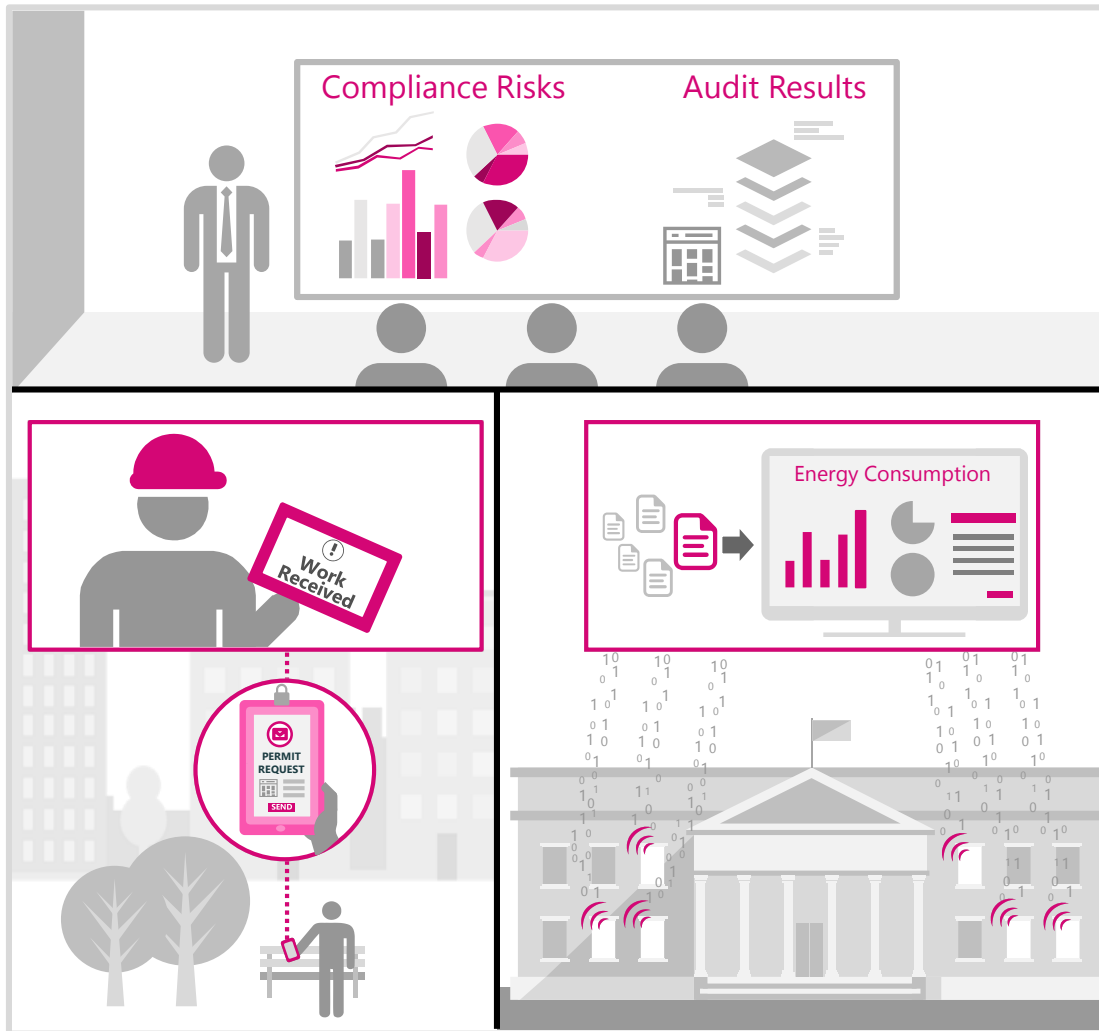 Compliance Risks
Audit Results
Work
Received
PERMIT
REQUEST
SEND
Energy Consumption